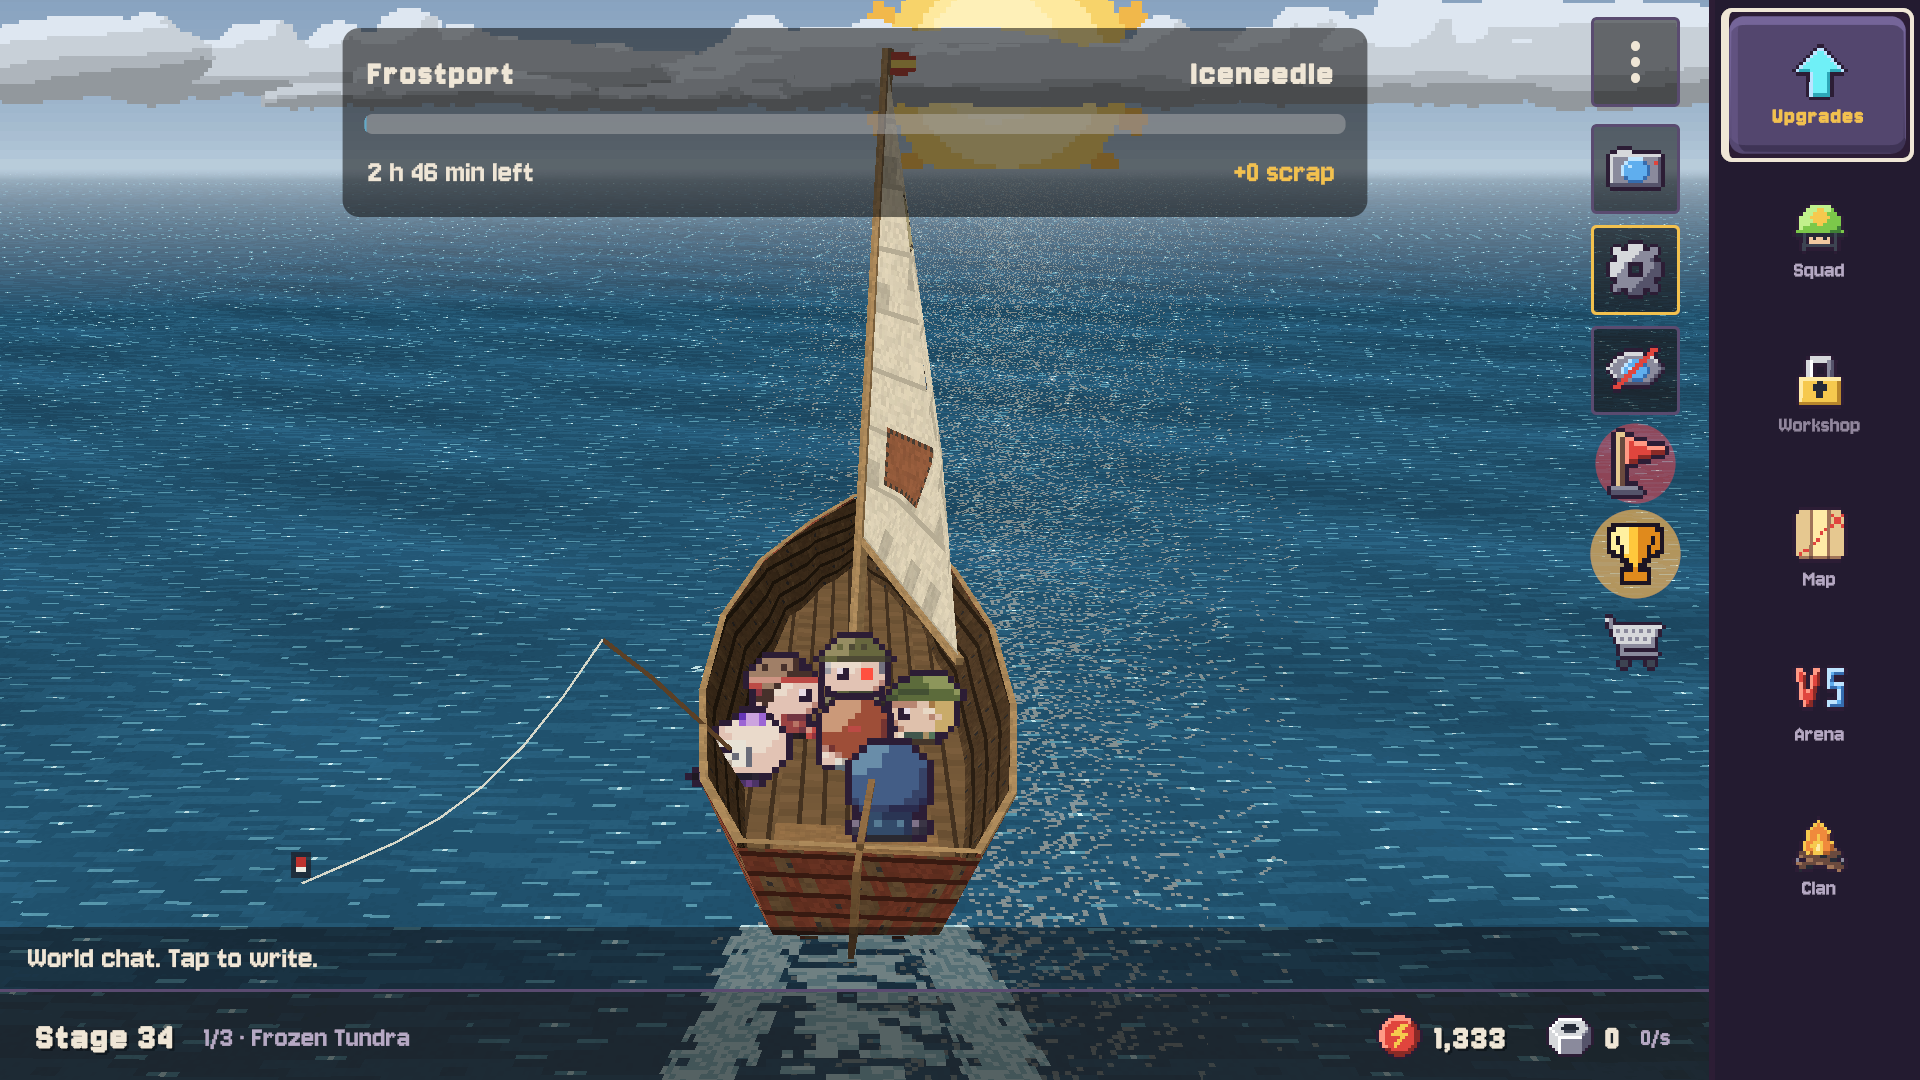 Frostport
Iceneedle
2 h 46 min left
+0 scrap
Upgrades
Squad
Workshop
Map
VS
Arena
Clan
World chat. Tap to write.
Stage 34
1/3 · Frozen Tundra
1,333
0
0/s